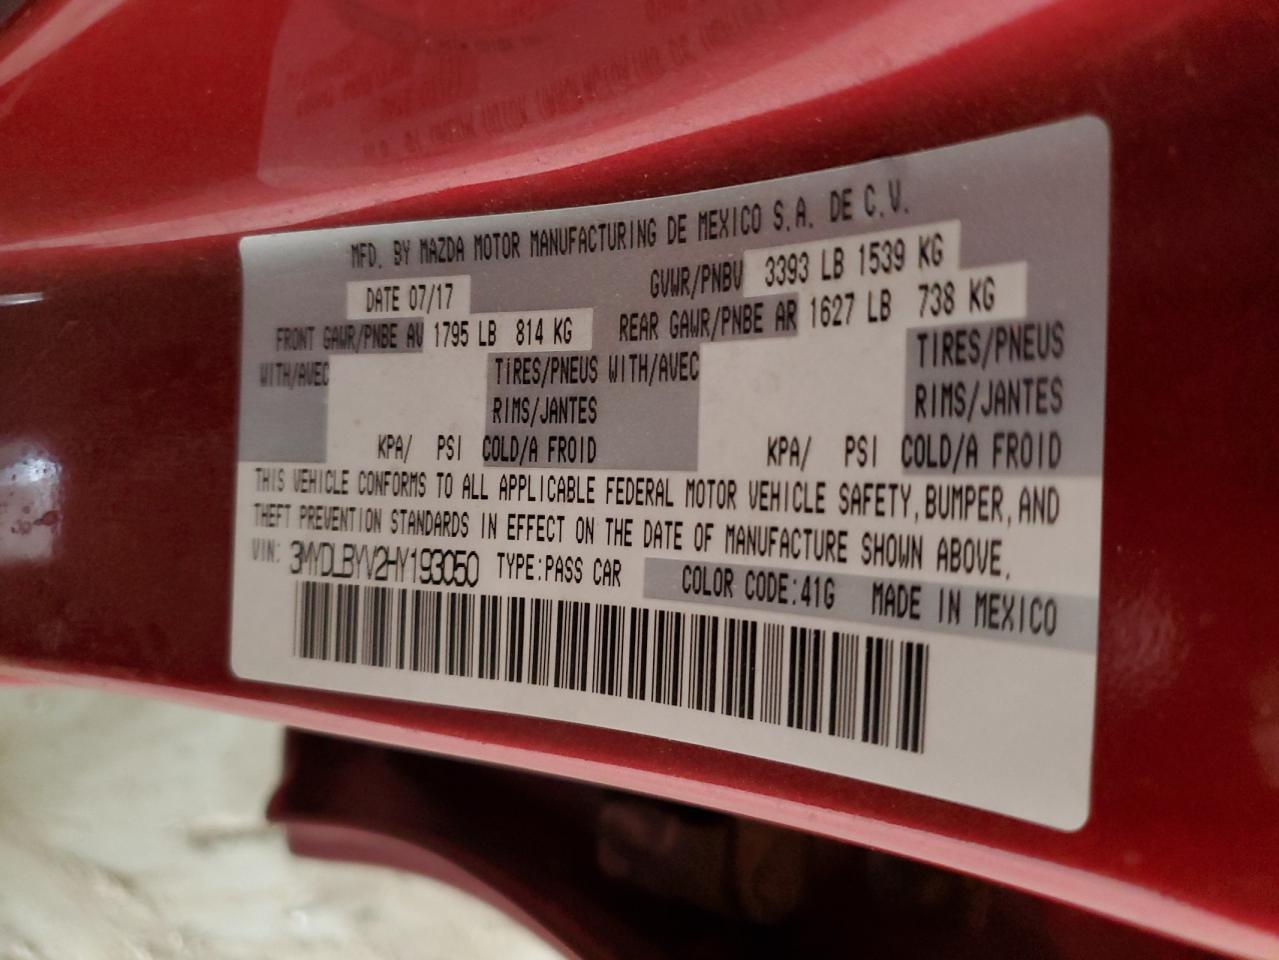 MFD. BY MAZDA MOTOR MANUFACTURING DE MEXICO S.A. DE C.V.
DATE 07/17 GVWR/PNBV 3393 LB 1539 KG
FRONT GAWR/PNBE AV 1795 LB 814 KG REAR GAWR/PNBE AR 1627 LB 738 KG
WITH/AVEC TIRES/PNEUS WITH/AVEC TIRES/PNEUS
RIMS/JANTES RIMS/JANTES
KPA/ PSI COLD/A FROID KPA/ PSI COLD/A FROID
THIS VEHICLE CONFORMS TO ALL APPLICABLE FEDERAL MOTOR VEHICLE SAFETY, BUMPER, AND
THEFT PREVENTION STANDARDS IN EFFECT ON THE DATE OF MANUFACTURE SHOWN ABOVE.
VIN: 3MYDLBYV2HY193050 TYPE:PASS CAR COLOR CODE:41G MADE IN MEXICO